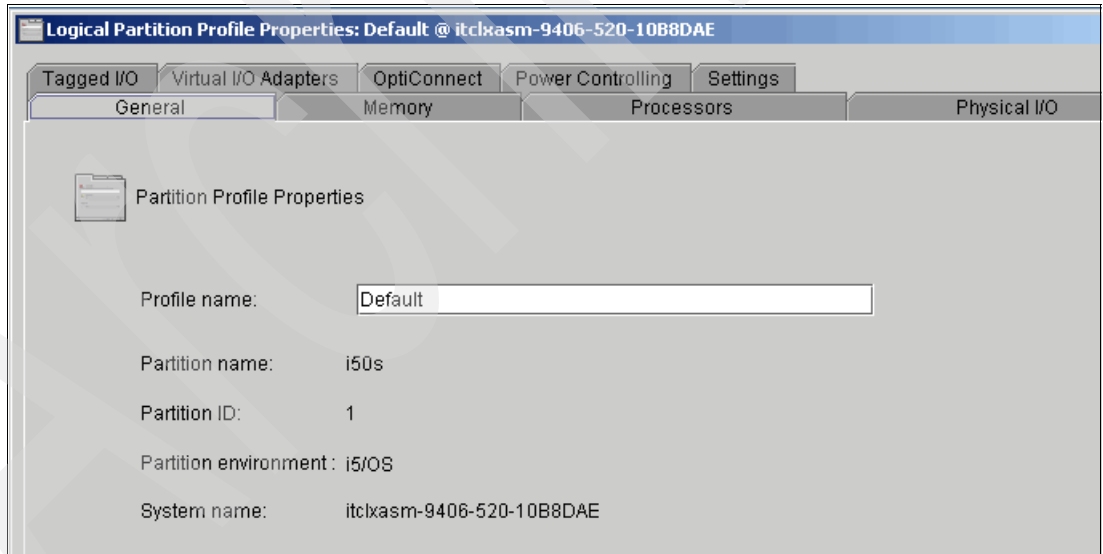 Logical Partition Profile Properties: Default @ itclxasm-9406-520-10B8DAE
Tagged I/O Virtual I/O Adapters OptiConnect Power Controlling Settings
General Memory Processors Physical I/O
Partition Profile Properties
Profile name: Default
Partition name: i50s
Partition ID: 1
Partition environment : i5/OS
System name: itclxasm-9406-520-10B8DAE